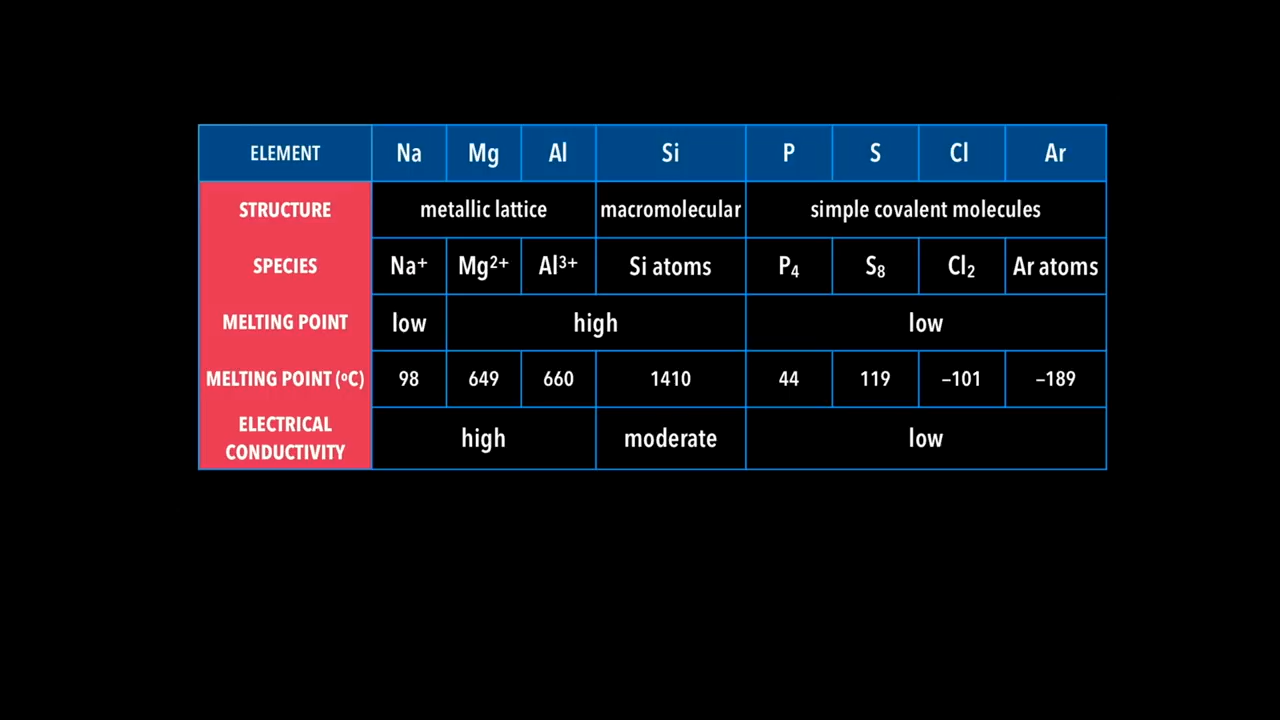 ELEMENT Na Mg Al Si P S Cl Ar
STRUCTURE metallic lattice macromolecular simple covalent molecules
SPECIES Na⁺ Mg²⁺ Al³⁺ Si atoms P₄ S₈ Cl₂ Ar atoms
MELTING POINT low high low
MELTING POINT (ºC) 98 649 660 1410 44 119 –101 –189
ELECTRICAL
CONDUCTIVITY high moderate low